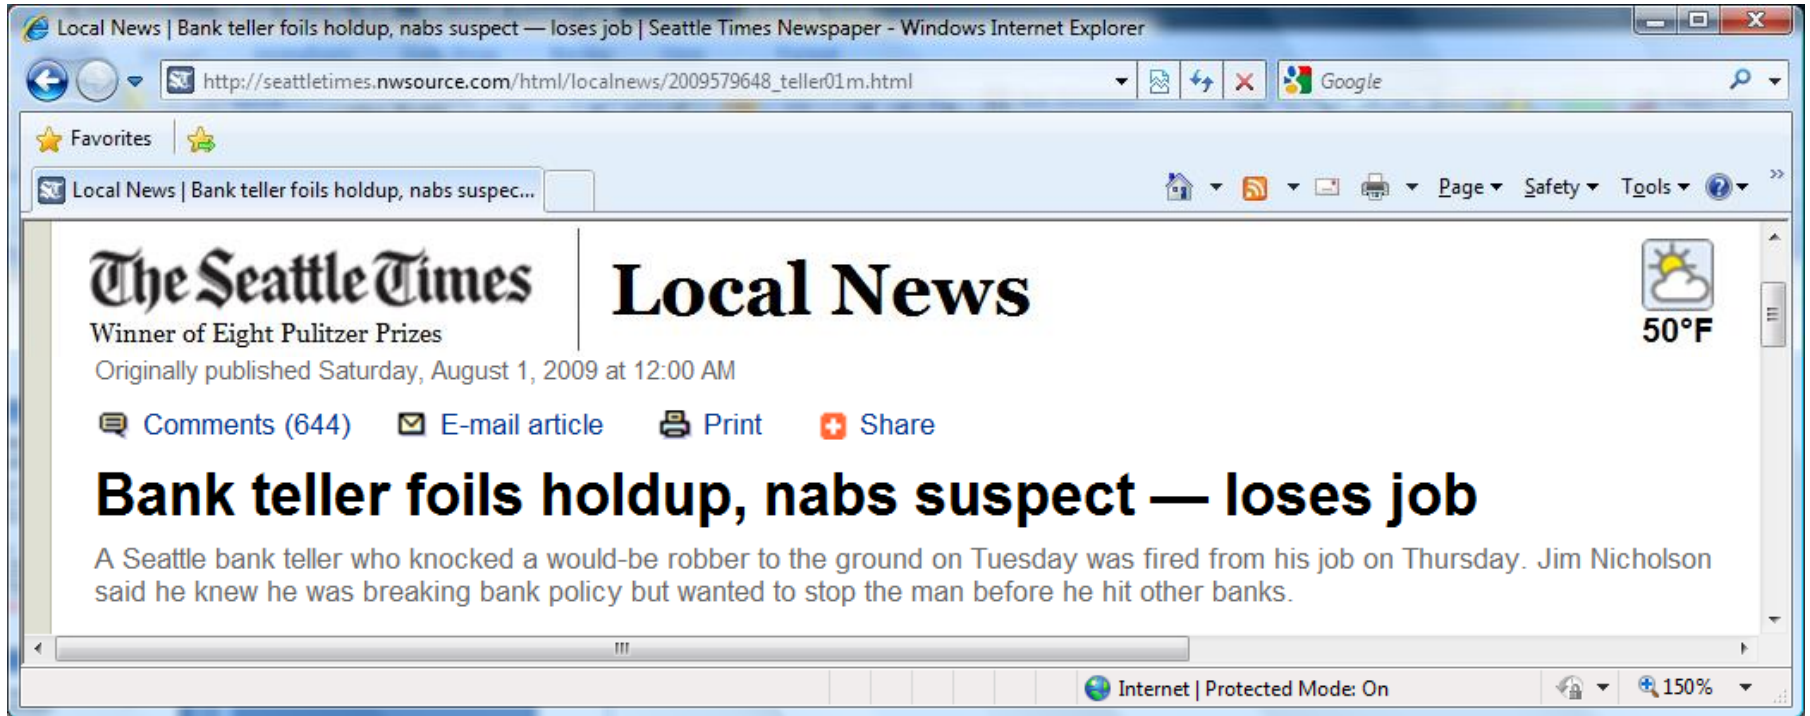 Local News | Bank teller foils holdup, nabs suspect — loses job | Seattle Times Newspaper - Windows Internet Explorer
http://seattletimes.nwsource.com/html/localnews/2009579648_teller01m.html
Google
Favorites
Local News | Bank teller foils holdup, nabs suspec...
Page Safety Tools
The Seattle Times
Winner of Eight Pulitzer Prizes
Local News
50°F
Originally published Saturday, August 1, 2009 at 12:00 AM
Comments (644) E-mail article Print Share
Bank teller foils holdup, nabs suspect — loses job
A Seattle bank teller who knocked a would-be robber to the ground on Tuesday was fired from his job on Thursday. Jim Nicholson
said he knew he was breaking bank policy but wanted to stop the man before he hit other banks.
Internet | Protected Mode: On
150%